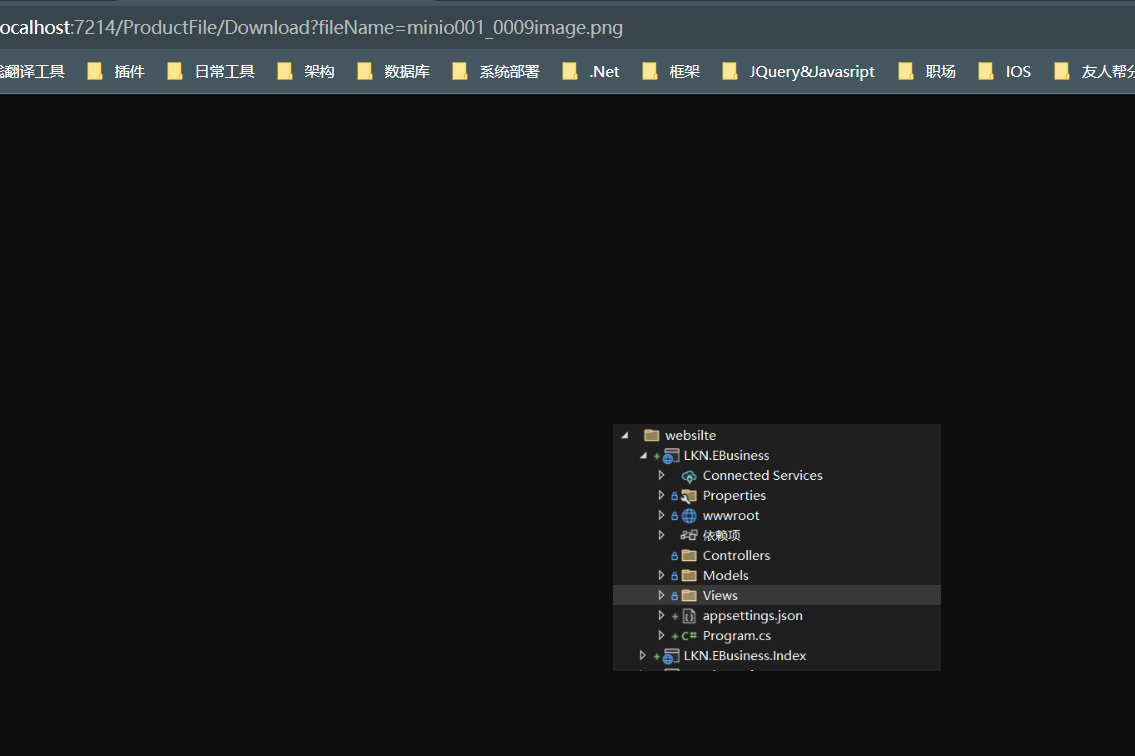 ocalhost:7214/ProductFile/Download?fileName=minio001_0009image.png
翻译工具 插件 日常工具 架构 数据库 系统部署 .Net 框架 JQuery&Javasript 职场 IOS 友人帮
websilte
LKN.EBusiness
Connected Services
Properties
wwwroot
依赖项
Controllers
Models
Views
appsettings.json
Program.cs
LKN.EBusiness.Index